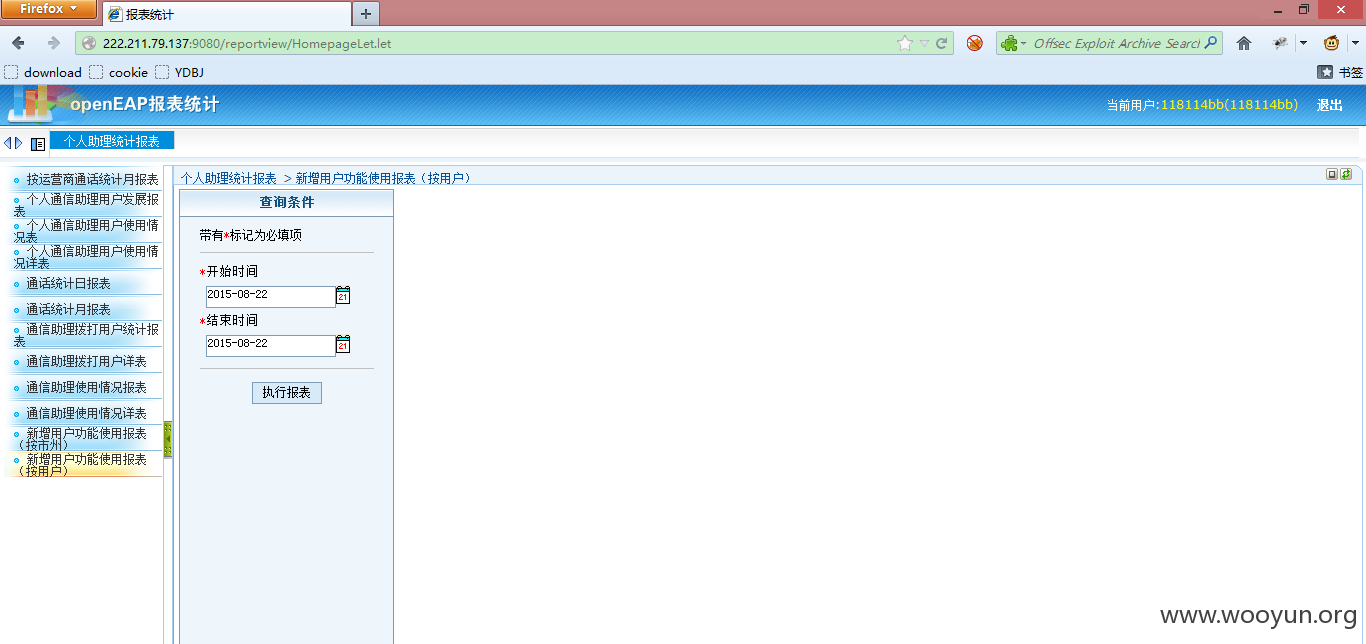 Firefox
报表统计
222.211.79.137:9080/reportview/HomepageLet.let
Offsec Exploit Archive Search
download cookie YDBJ
书签
openEAP报表统计
当前用户:118114bb(118114bb) 退出
个人助理统计报表
按运营商通话统计月报表
个人通信助理用户发展报
表
个人通信助理用户使用情
况表
个人通信助理用户使用情
况详表
通话统计日报表
通话统计月报表
通信助理拨打用户统计报
表
通信助理拨打用户详表
通信助理使用情况报表
通信助理使用情况详表
新增用户功能使用报表
（按市州）
新增用户功能使用报表
（按用户）
个人助理统计报表 > 新增用户功能使用报表（按用户）
查询条件
带有*标记为必填项
*开始时间
2015-08-22
21
*结束时间
2015-08-22
21
执行报表
www.wooyun.org